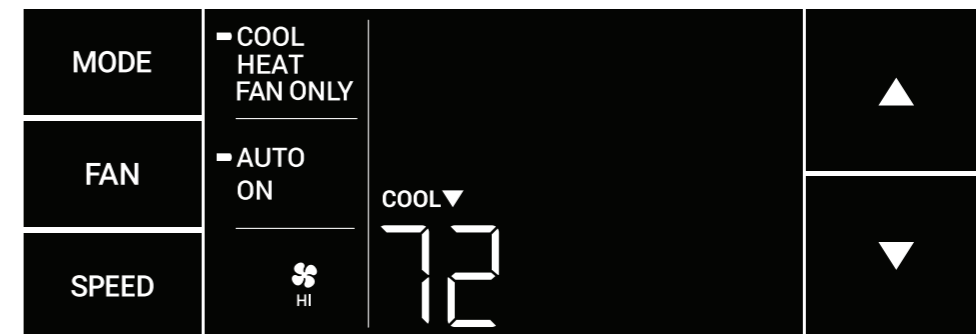 MODE
COOL
HEAT
FAN ONLY
FAN
AUTO
ON
COOL
72
SPEED
HI